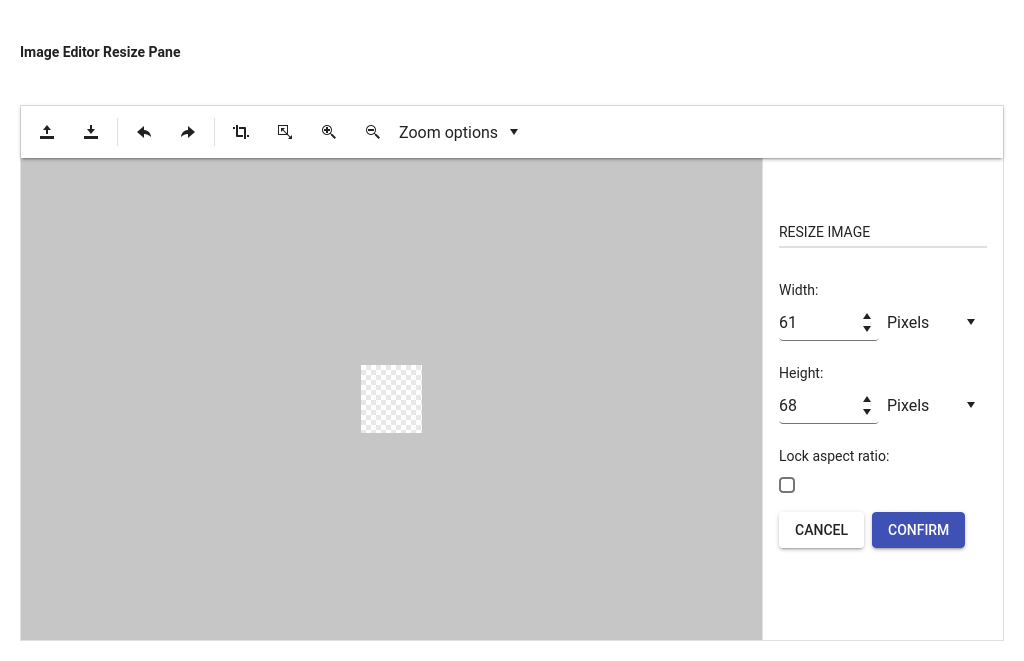 Image Editor Resize Pane
Zoom options
RESIZE IMAGE
Width:
61 Pixels
Height:
68 Pixels
Lock aspect ratio:
CANCEL CONFIRM